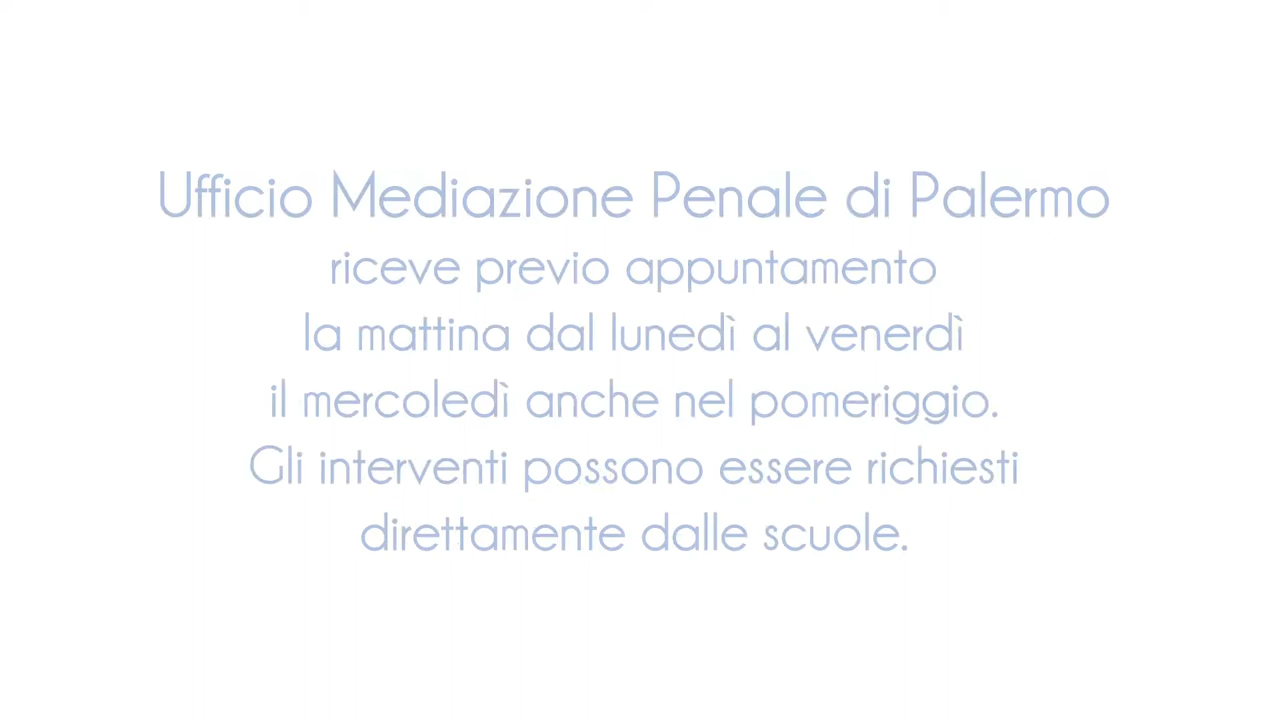 Ufficio Mediazione Penale di Palermo
riceve previo appuntamento
la mattina dal lunedì al venerdì
il mercoledì anche nel pomeriggio.
Gli interventi possono essere richiesti
direttamente dalle scuole.